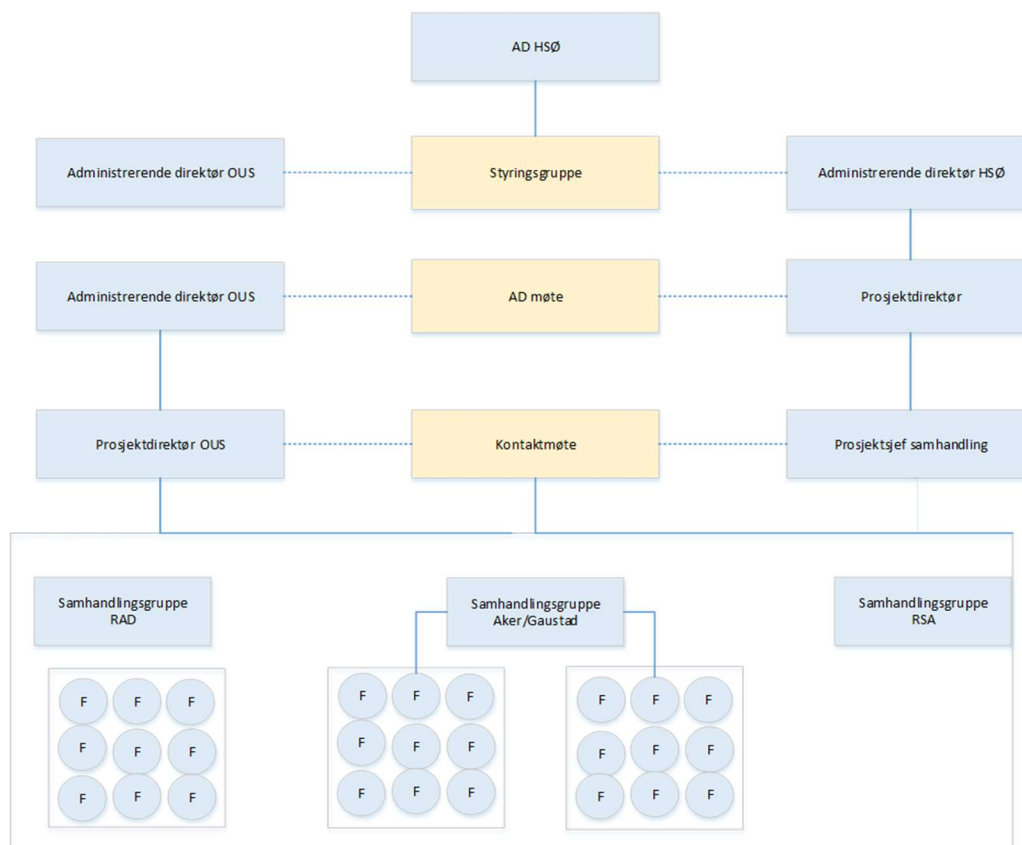 AD HSØ
Administrerende direktør OUS
Styringsgruppe
Administrerende direktør HSØ
Administrerende direktør OUS
AD møte
Prosjektdirektør
Prosjektdirektør OUS
Kontaktmøte
Prosjektsjef samhandling
Samhandlingsgruppe
RAD
Samhandlingsgruppe
Aker/Gaustad
Samhandlingsgruppe
RSA
F F F
F F F
F F F
F F F
F F F
F F F
F F F
F F F
F F F